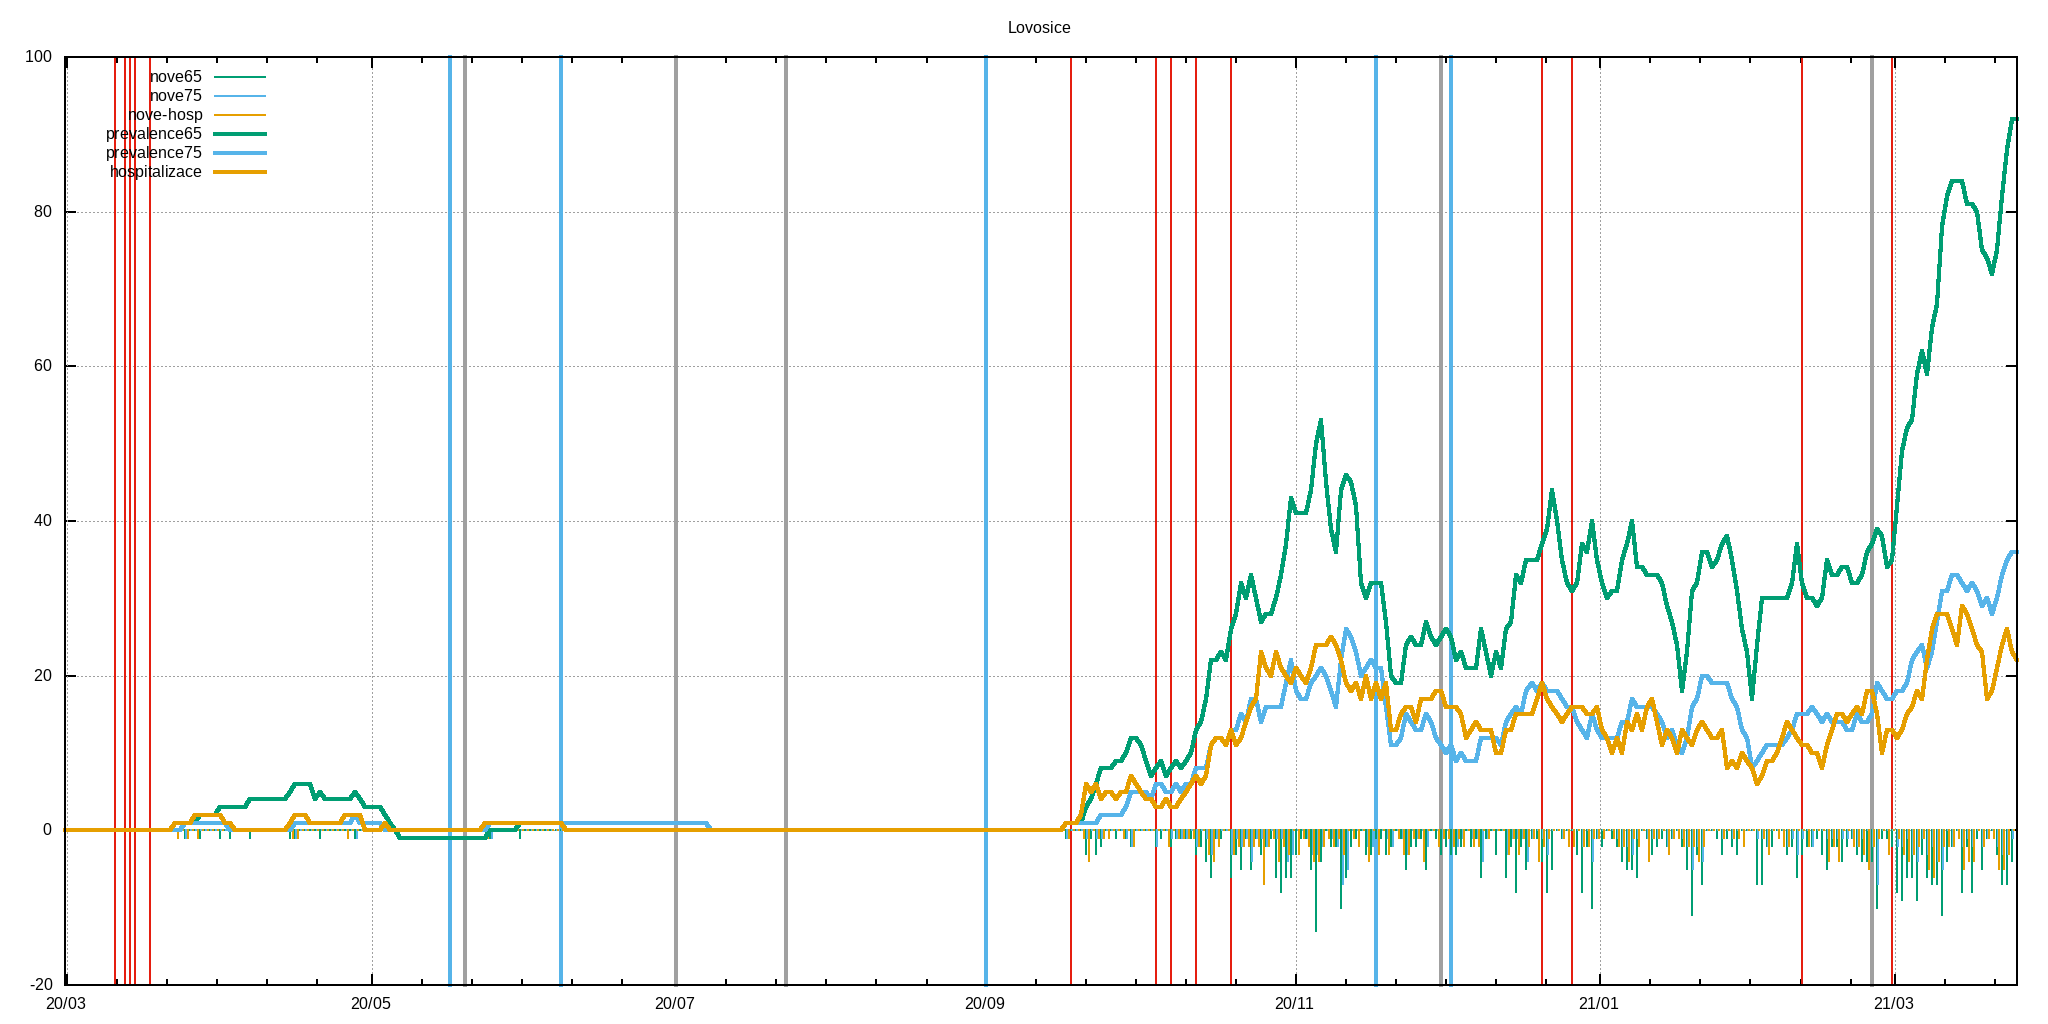 Lovosice
100
nove65
nove75
nove-hosp
prevalence65
prevalence75
hospitalizace
80
60
40
20
0
-20
20/03 20/05 20/07 20/09 20/11 21/01 21/03